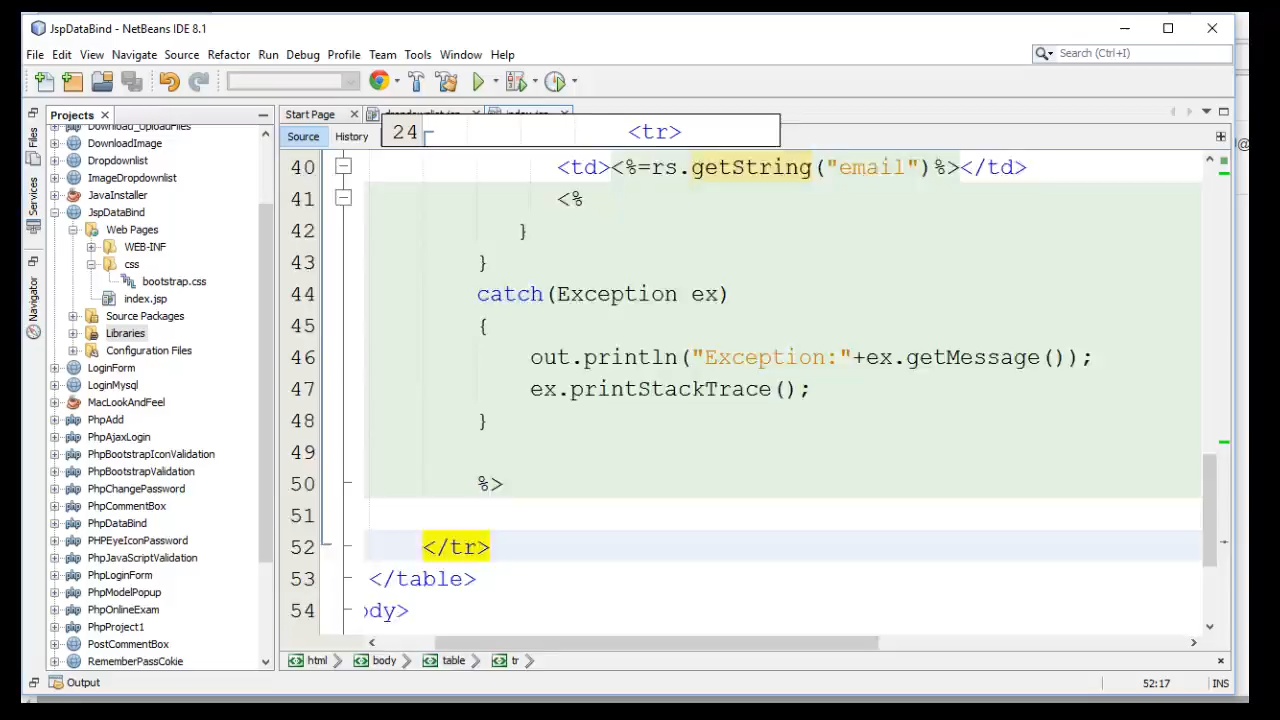 JspDataBind - NetBeans IDE 8.1
File Edit View Navigate Source Refactor Run Debug Profile Team Tools Window Help
Search (Ctrl+I)
Projects
Start Page
Files
Services
Navigator
Download_UploadFiles
DownloadImage
Dropdownlist
ImageDropdownlist
JavaInstaller
JspDataBind
Web Pages
WEB-INF
css
bootstrap.css
index.jsp
Source Packages
Libraries
Configuration Files
LoginForm
LoginMysql
MacLookAndFeel
PhpAdd
PhpAjaxLogin
PhpBootstrapIconValidation
PhpBootstrapValidation
PhpChangePassword
PhpCommentBox
PhpDataBind
PHPEyeIconPassword
PhpJavaScriptValidation
PhpLoginForm
PhpModelPopup
PhpOnlineExam
PhpProject1
PostCommentBox
RememberPassCokie
Source History
24 <tr>
40 <td><%=rs.getString("email")%></td>
41 <%
42 }
43 }
44 catch(Exception ex)
45 {
46 out.println("Exception:"+ex.getMessage());
47 ex.printStackTrace();
48 }
49
50 %>
51
52 </tr>
53 </table>
54 ody>
html body table tr
Output
52:17 INS